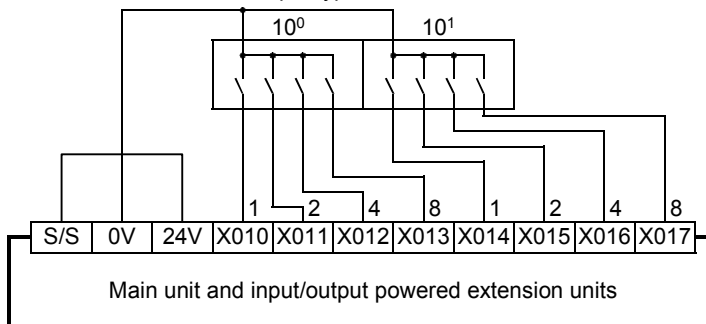 10⁰ 10¹
1 2 4 8 1 2 4 8
S/S 0V 24V X010 X011 X012 X013 X014 X015 X016 X017
Main unit and input/output powered extension units